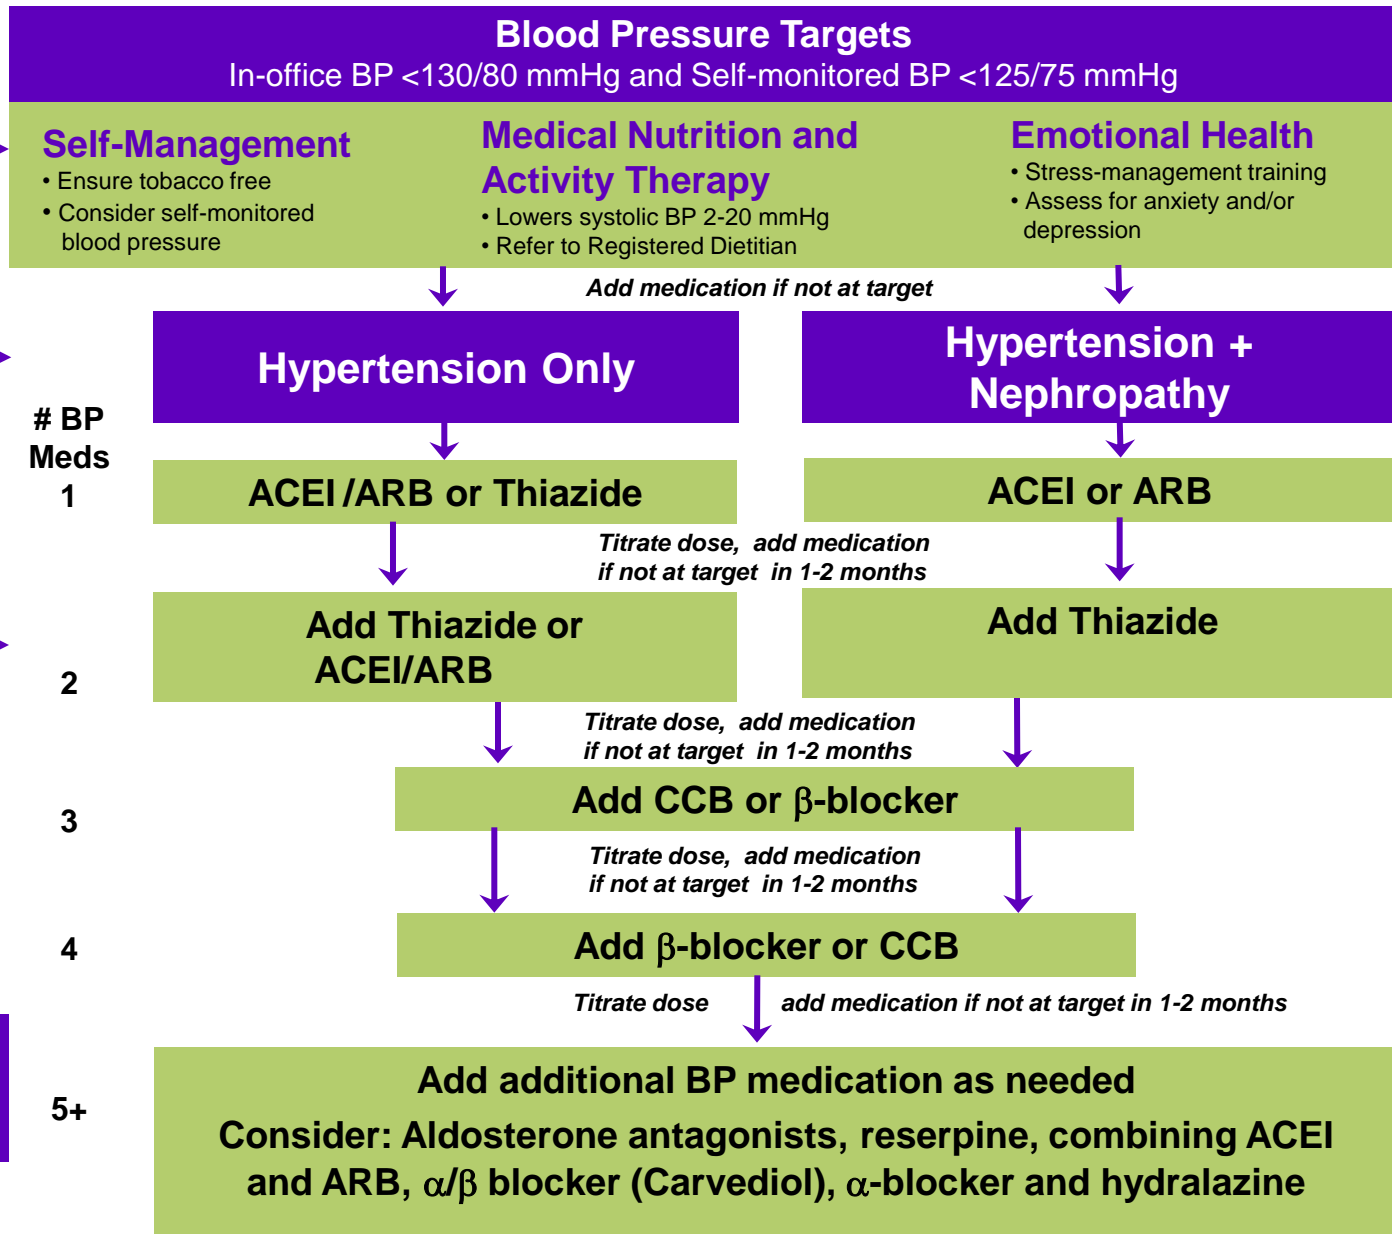 Blood Pressure Targets
In-office BP <130/80 mmHg and Self-monitored BP <125/75 mmHg
Self-Management
• Ensure tobacco free
• Consider self-monitored
blood pressure
Medical Nutrition and
Activity Therapy
• Lowers systolic BP 2-20 mmHg
• Refer to Registered Dietitian
Emotional Health
• Stress-management training
• Assess for anxiety and/or
depression
Add medication if not at target
Hypertension Only
Hypertension +
Nephropathy
# BP
Meds
1
ACEI /ARB or Thiazide
ACEI or ARB
Titrate dose, add medication
if not at target in 1-2 months
2
Add Thiazide or
ACEI/ARB
Add Thiazide
Titrate dose, add medication
if not at target in 1-2 months
3
Add CCB or β-blocker
Titrate dose, add medication
if not at target in 1-2 months
4
Add β-blocker or CCB
Titrate dose add medication if not at target in 1-2 months
5+
Add additional BP medication as needed
Consider: Aldosterone antagonists, reserpine, combining ACEI
and ARB, α/β blocker (Carvediol), α-blocker and hydralazine